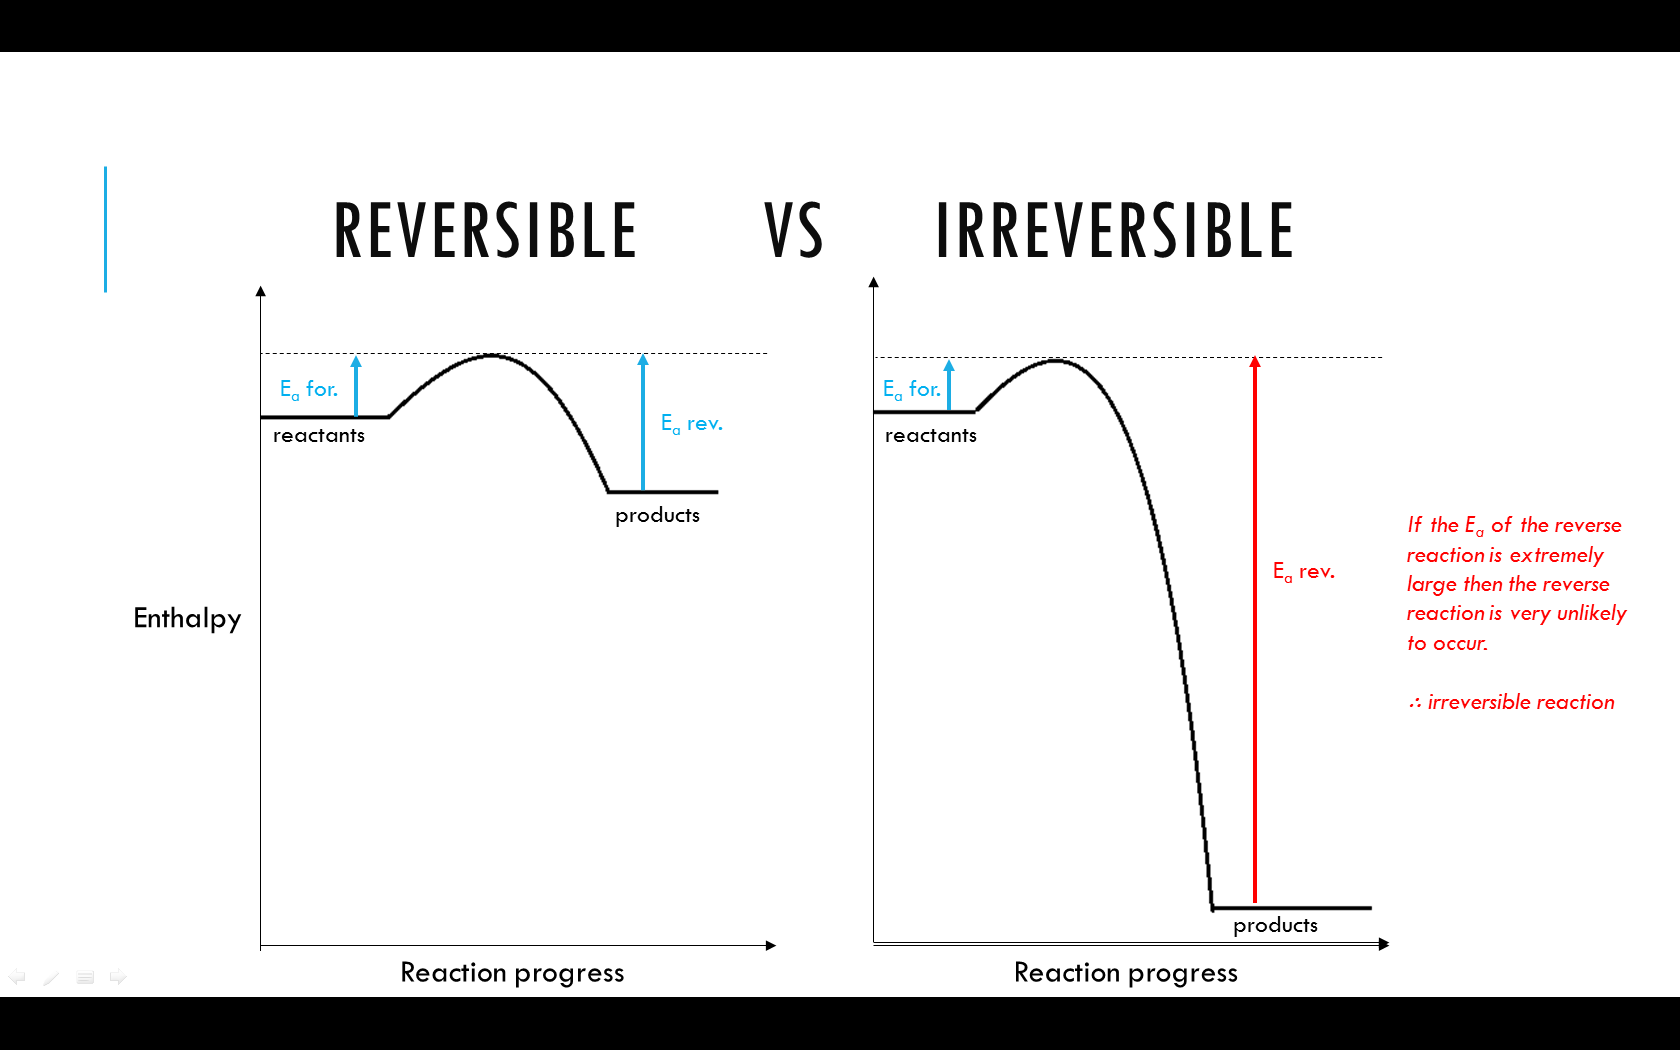 REVERSIBLE VS IRREVERSIBLE
Eₐ for.
reactants
Eₐ rev.
products
Enthalpy
Reaction progress
Eₐ for.
reactants
Eₐ rev.
products
Reaction progress
If the Eₐ of the reverse
reaction is extremely
large then the reverse
reaction is very unlikely
to occur.
∴ irreversible reaction